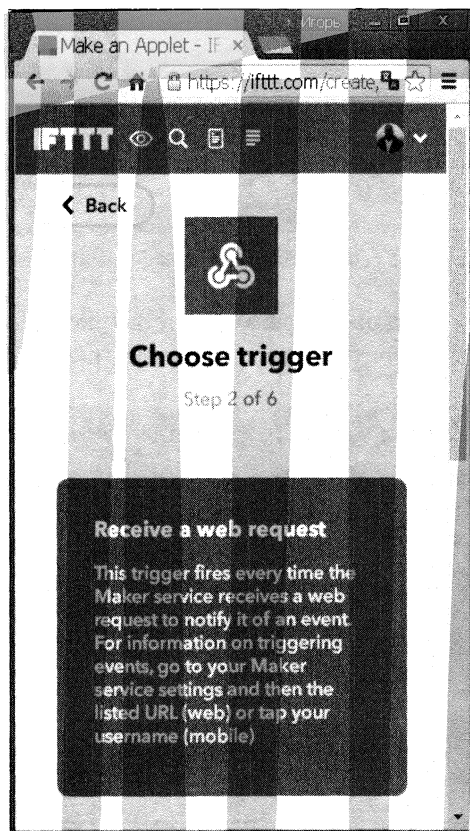 Игорь
Make an Applet - IF
https://ifttt.com/create,
IFTTT
Back
Choose trigger
Step 2 of 6
Receive a web request
This trigger fires every time the
Maker service receives a web
request to notify it of an event.
For information on triggering
events, go to your Maker
service settings and then the
listed URL (web) or tap your
username (mobile)